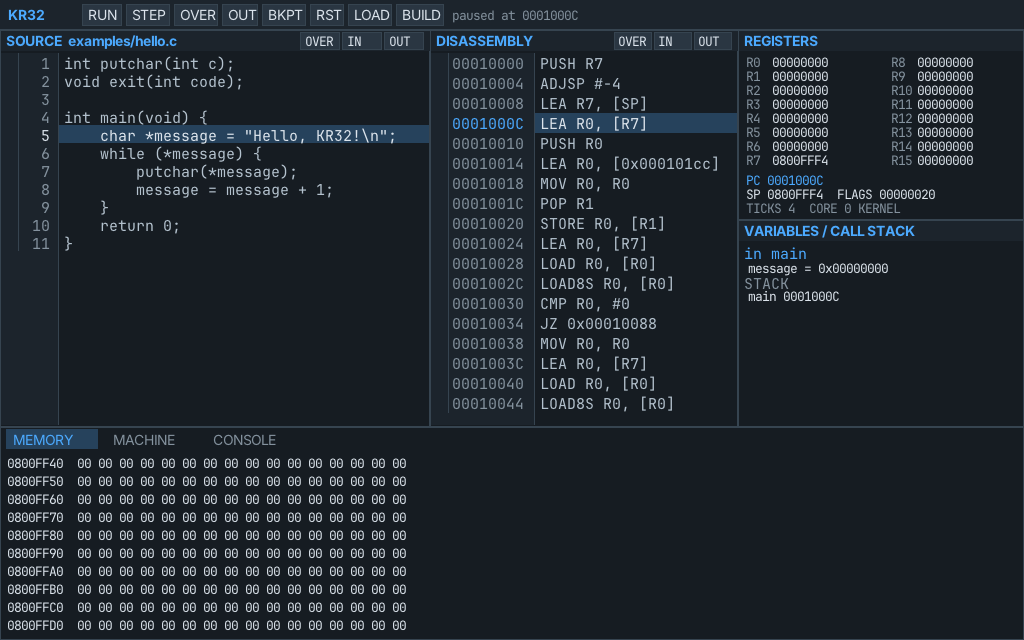 KR32 RUN STEP OVER OUT BKPT RST LOAD BUILD paused at 0001000C
SOURCE examples/hello.c OVER IN OUT
1 int putchar(int c);
2 void exit(int code);
3
4 int main(void) {
5 char *message = "Hello, KR32!\n";
6 while (*message) {
7 putchar(*message);
8 message = message + 1;
9 }
10 return 0;
11 }
DISASSEMBLY OVER IN OUT
00010000 PUSH R7
00010004 ADJSP #-4
00010008 LEA R7, [SP]
0001000C LEA R0, [R7]
00010010 PUSH R0
00010014 LEA R0, [0x000101cc]
00010018 MOV R0, R0
0001001C POP R1
00010020 STORE R0, [R1]
00010024 LEA R0, [R7]
00010028 LOAD R0, [R0]
0001002C LOAD8S R0, [R0]
00010030 CMP R0, #0
00010034 JZ 0x00010088
00010038 MOV R0, R0
0001003C LEA R0, [R7]
00010040 LOAD R0, [R0]
00010044 LOAD8S R0, [R0]
REGISTERS
R0 00000000 R8 00000000
R1 00000000 R9 00000000
R2 00000000 R10 00000000
R3 00000000 R11 00000000
R4 00000000 R12 00000000
R5 00000000 R13 00000000
R6 00000000 R14 00000000
R7 0800FFF4 R15 00000000
PC 0001000C
SP 0800FFF4 FLAGS 00000020
TICKS 4 CORE 0 KERNEL
VARIABLES / CALL STACK
in main
message = 0x00000000
STACK
main 0001000C
MEMORY MACHINE CONSOLE
0800FF40 00 00 00 00 00 00 00 00 00 00 00 00 00 00 00 00
0800FF50 00 00 00 00 00 00 00 00 00 00 00 00 00 00 00 00
0800FF60 00 00 00 00 00 00 00 00 00 00 00 00 00 00 00 00
0800FF70 00 00 00 00 00 00 00 00 00 00 00 00 00 00 00 00
0800FF80 00 00 00 00 00 00 00 00 00 00 00 00 00 00 00 00
0800FF90 00 00 00 00 00 00 00 00 00 00 00 00 00 00 00 00
0800FFA0 00 00 00 00 00 00 00 00 00 00 00 00 00 00 00 00
0800FFB0 00 00 00 00 00 00 00 00 00 00 00 00 00 00 00 00
0800FFC0 00 00 00 00 00 00 00 00 00 00 00 00 00 00 00 00
0800FFD0 00 00 00 00 00 00 00 00 00 00 00 00 00 00 00 00